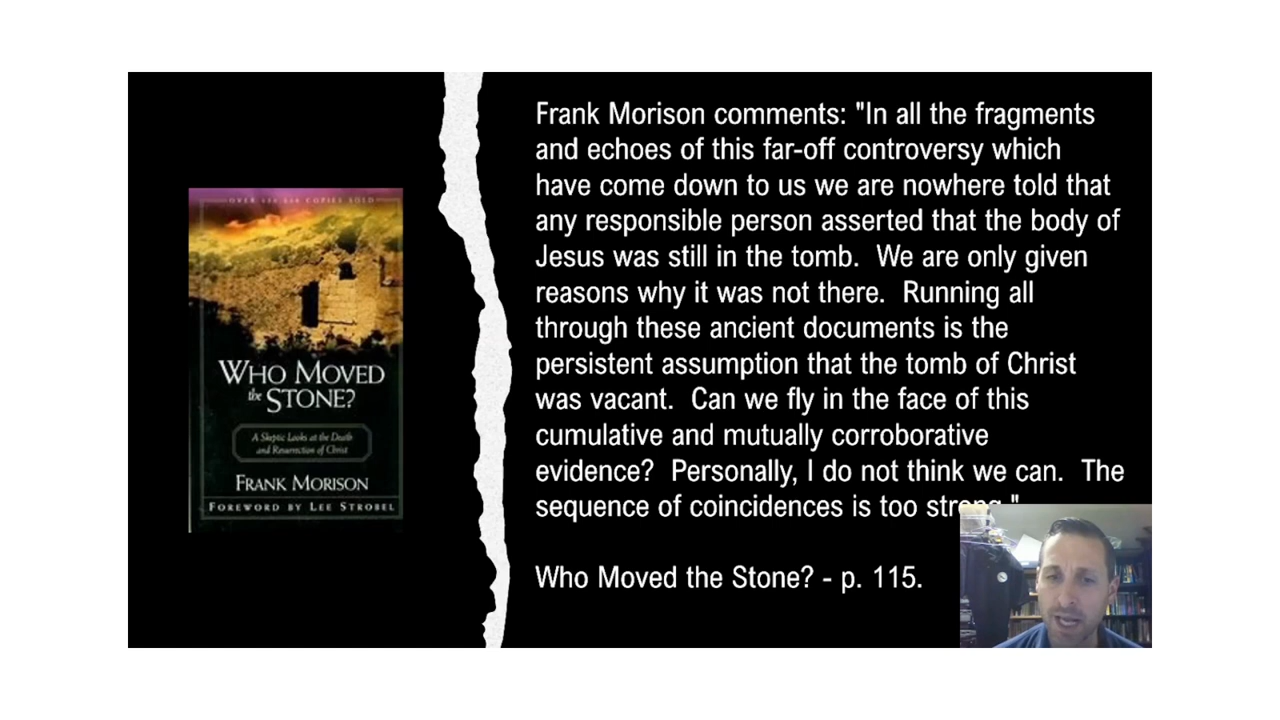 WHO MOVED
the STONE?
A Skeptic Looks at the Death
and Resurrection of Christ
FRANK MORISON
FOREWORD BY LEE STROBEL
Frank Morison comments: "In all the fragments
and echoes of this far-off controversy which
have come down to us we are nowhere told that
any responsible person asserted that the body of
Jesus was still in the tomb.  We are only given
reasons why it was not there.  Running all
through these ancient documents is the
persistent assumption that the tomb of Christ
was vacant.  Can we fly in the face of this
cumulative and mutually corroborative
evidence?  Personally, I do not think we can.  The
sequence of coincidences is too strong."
Who Moved the Stone? - p. 115.